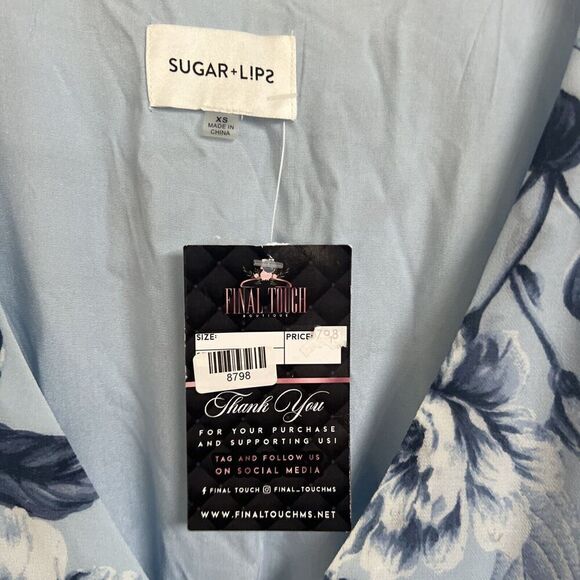 SUGAR+L!PS
XS
MADE IN
CHINA
FINAL TOUCH
BOUTIQUE
SIZE: PRICE:
8798
Thank You
FOR YOUR PURCHASE
AND SUPPORTING US!
TAG AND FOLLOW US
ON SOCIAL MEDIA
FINAL TOUCH FINAL_TOUCHMS
WWW.FINALTOUCHMS.NET